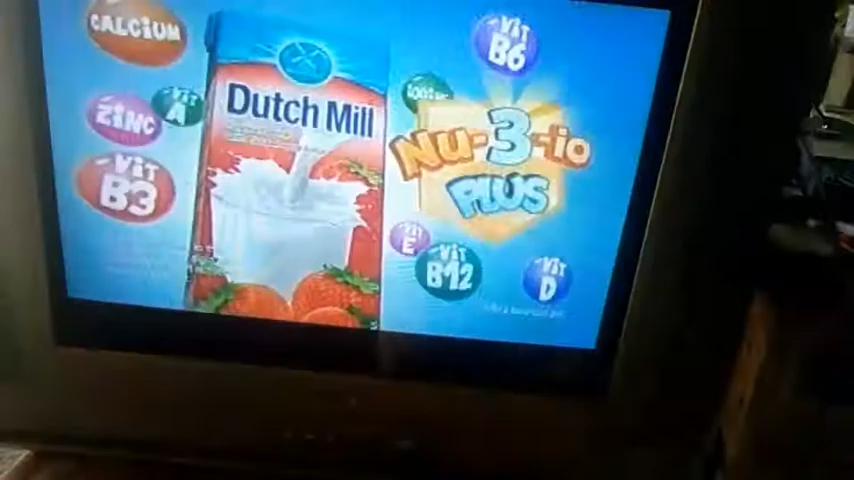 CALCIUM
ZINC
VIT
A
VIT
B3
Dutch Mill
VIT
B6
Nu-3-io
PLUS
VIT
E
VIT
B12
VIT
D